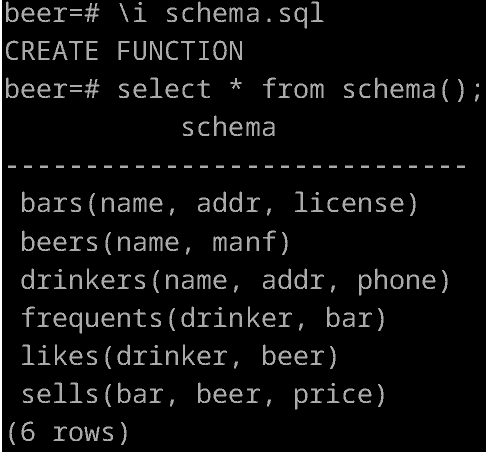 beer=# \i schema.sql
CREATE FUNCTION
beer=# select * from schema();
           schema
-----------------------------
 bars(name, addr, license)
 beers(name, manf)
 drinkers(name, addr, phone)
 frequents(drinker, bar)
 likes(drinker, beer)
 sells(bar, beer, price)
(6 rows)